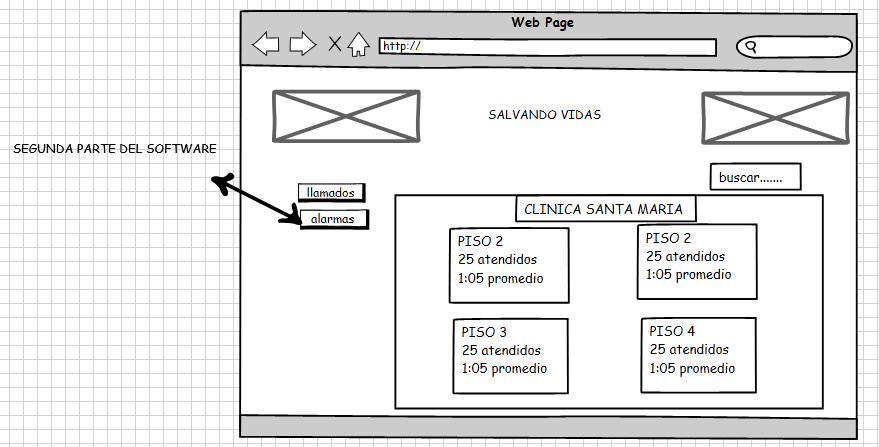 Web Page
http://
SALVANDO VIDAS
SEGUNDA PARTE DEL SOFTWARE
buscar.......
llamados
alarmas
CLINICA SANTA MARIA
PISO 2
25 atendidos
1:05 promedio
PISO 2
25 atendidos
1:05 promedio
PISO 3
25 atendidos
1:05 promedio
PISO 4
25 atendidos
1:05 promedio